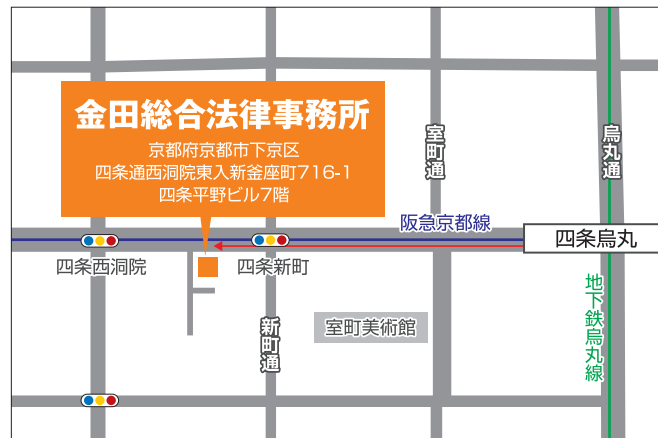 金田総合法律事務所
京都府京都市下京区
四条通西洞院東入新釜座町716-1
四条平野ビル7階
室町通
烏丸通
阪急京都線
四条烏丸
四条西洞院
四条新町
地下鉄烏丸線
新町通
室町美術館